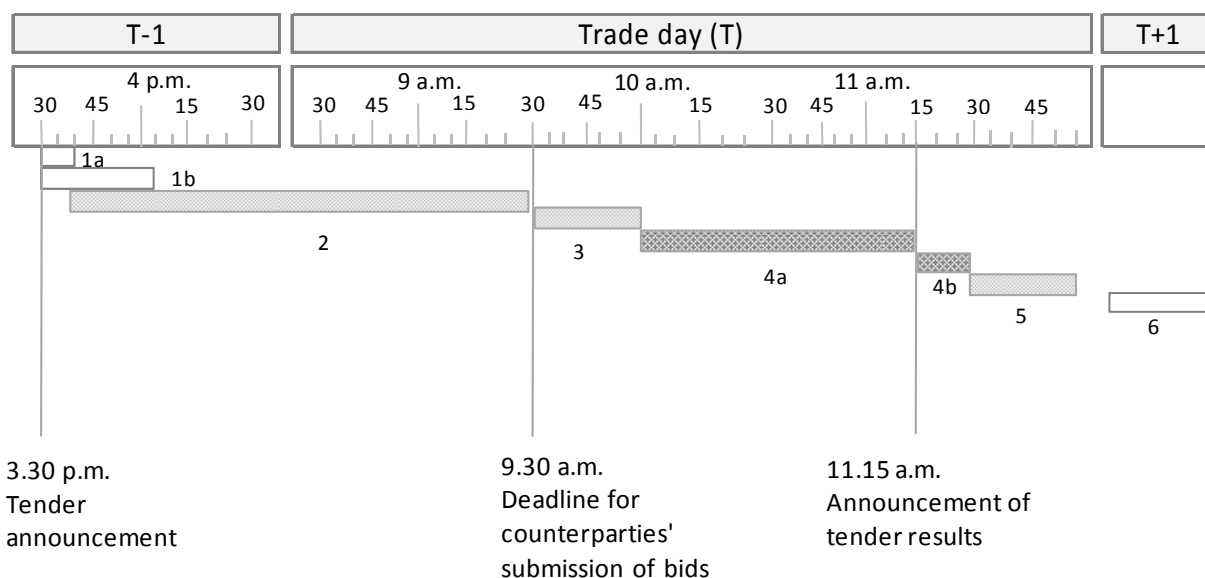 T-1 Trade day (T) T+1
4 p.m. 9 a.m. 10 a.m. 11 a.m.
30 45 15 30 30 45 15 30 45 15 30 45 15 30 45
1a
1b
2
3
4a
4b
5
6
3.30 p.m.
Tender
announcement
9.30 a.m.
Deadline for
counterparties'
submission of bids
11.15 a.m.
Announcement of
tender results